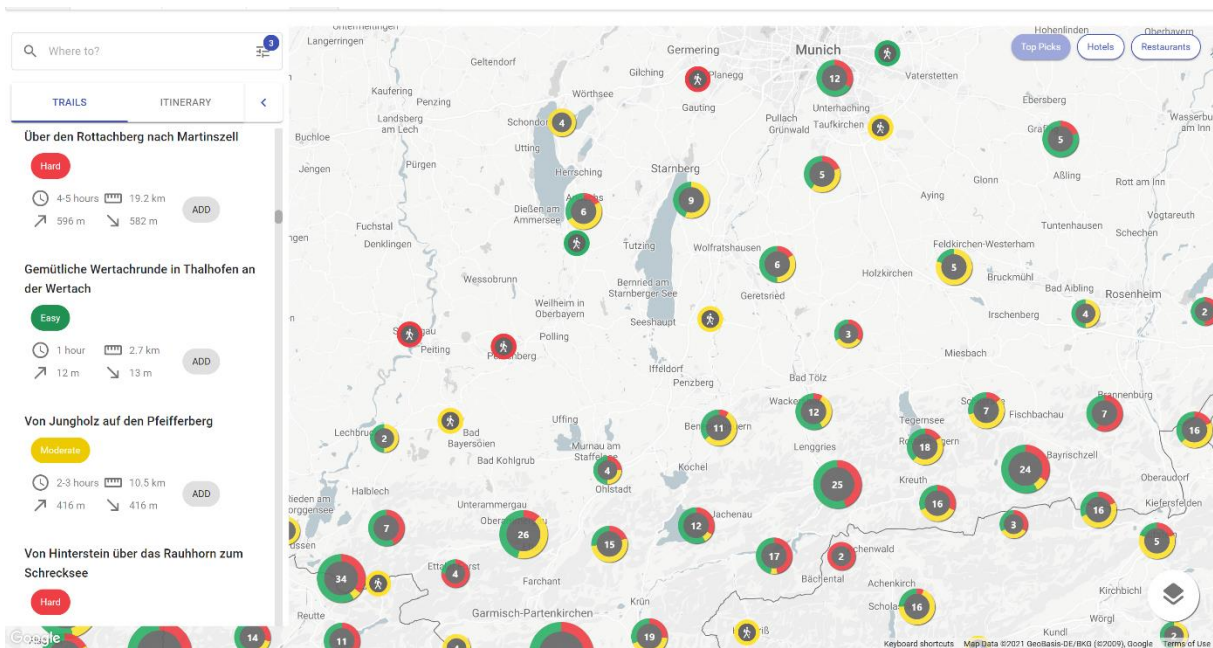 Where to?
3
TRAILS
ITINERARY
Über den Rottachberg nach Martinszell
Hard
4-5 hours 19.2 km
596 m 582 m
ADD
Gemütliche Wertachrunde in Thalhofen an
der Wertach
Easy
1 hour 2.7 km
12 m 13 m
ADD
Von Jungholz auf den Pfeifferberg
Moderate
2-3 hours 10.5 km
416 m 416 m
ADD
Von Hinterstein über das Rauhhorn zum
Schrecksee
Hard
Google
Top Picks
Hotels
Restaurants
Langerringen
Geltendorf
Germering
Munich
Hohenlinden
Gilching
Planegg
12
Vaterstetten
Kaufering
Penzing
Wörthsee
Gauting
Unterhaching
Ebersberg
Landsberg
am Lech
4
Pullach
Grünwald
Taufkirchen
Buchloe
Utting
5
Jengen
Pürgen
Herrsching
Starnberg
5
Glonn
Aßling
Rott am Inn
Aying
Dießen am
Ammersee
6
9
Vogtareuth
Fuchstal
Tuntenhausen
Schechen
Denklingen
Tutzing
Wolfratshausen
Feldkirchen-Westerham
6
Holzkirchen
5
Bruckmühl
Wessobrunn
Bernried am
Starnberger See
Geretsried
Bad Aibling
Rosenheim
Weilheim in
Oberbayern
Seeshaupt
Irschenberg
4
2
Peiting
Polling
3
Miesbach
Iffeldorf
Penzberg
Bad Tölz
Uffing
12
Tegernsee
7
Fischbachau
7
Brannenburg
2
Bad
Bayersöien
11
Lenggries
18
16
Bad Kohlgrub
Murnau am
4
Kochel
Bayrischzell
24
Halblech
Ohlstadt
25
Kreuth
16
Oberaudorf
Unterammergau
Kiefersfelden
16
7
26
15
12
Jachenau
3
5
17
2
34
4
Farchant
Bächental
Achenkirch
Kirchbichl
Reutte
Garmisch-Partenkirchen
Krün
16
Wörgl
Kundl
14
11
19
2
Keyboard shortcuts
Map Data ©2021 GeoBasis-DE/BKG (©2009), Google
Terms of Use